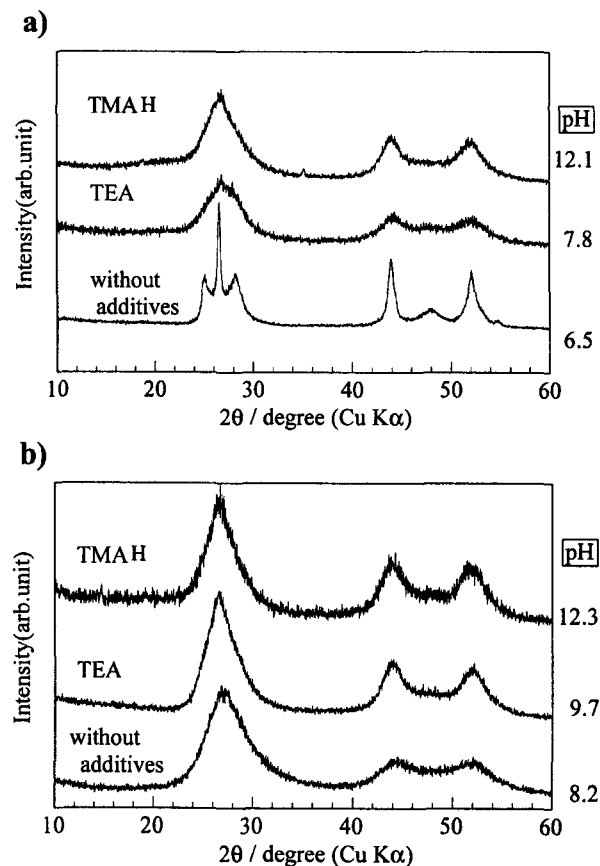 a)
TMAH
pH
12.1
TEA
7.8
without
additives
6.5
Intensity(arb.unit)
10 20 30 40 50 60
2θ / degree (Cu Kα)
b)
TMAH
pH
12.3
TEA
9.7
without
additives
8.2
Intensity(arb.unit)
10 20 30 40 50 60
2θ / degree (Cu Kα)